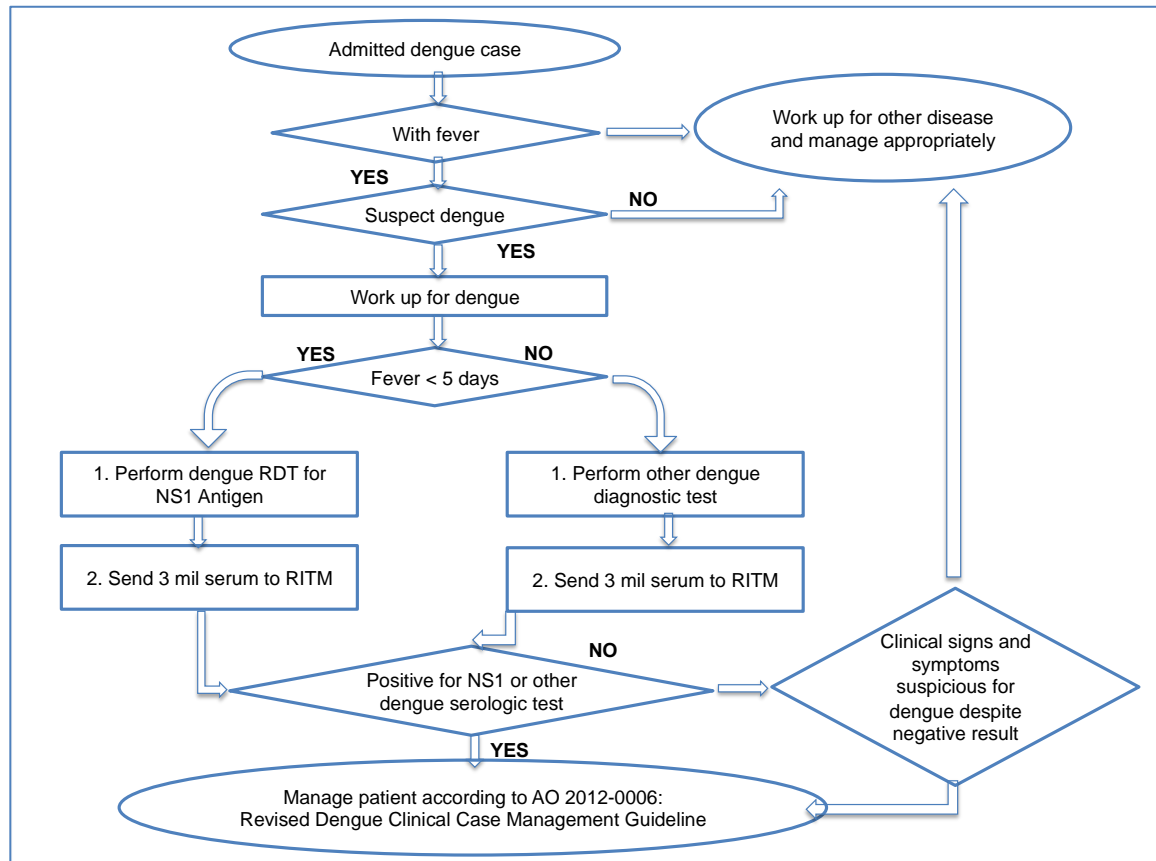 Admitted dengue case
With fever
Work up for other disease
and manage appropriately
YES
Suspect dengue
NO
YES
Work up for dengue
YES
NO
Fever < 5 days
1. Perform dengue RDT for
NS1 Antigen
1. Perform other dengue
diagnostic test
2. Send 3 mil serum to RITM
2. Send 3 mil serum to RITM
NO
Positive for NS1 or other
dengue serologic test
Clinical signs and
symptoms
suspicious for
dengue despite
negative result
YES
Manage patient according to AO 2012-0006:
Revised Dengue Clinical Case Management Guideline